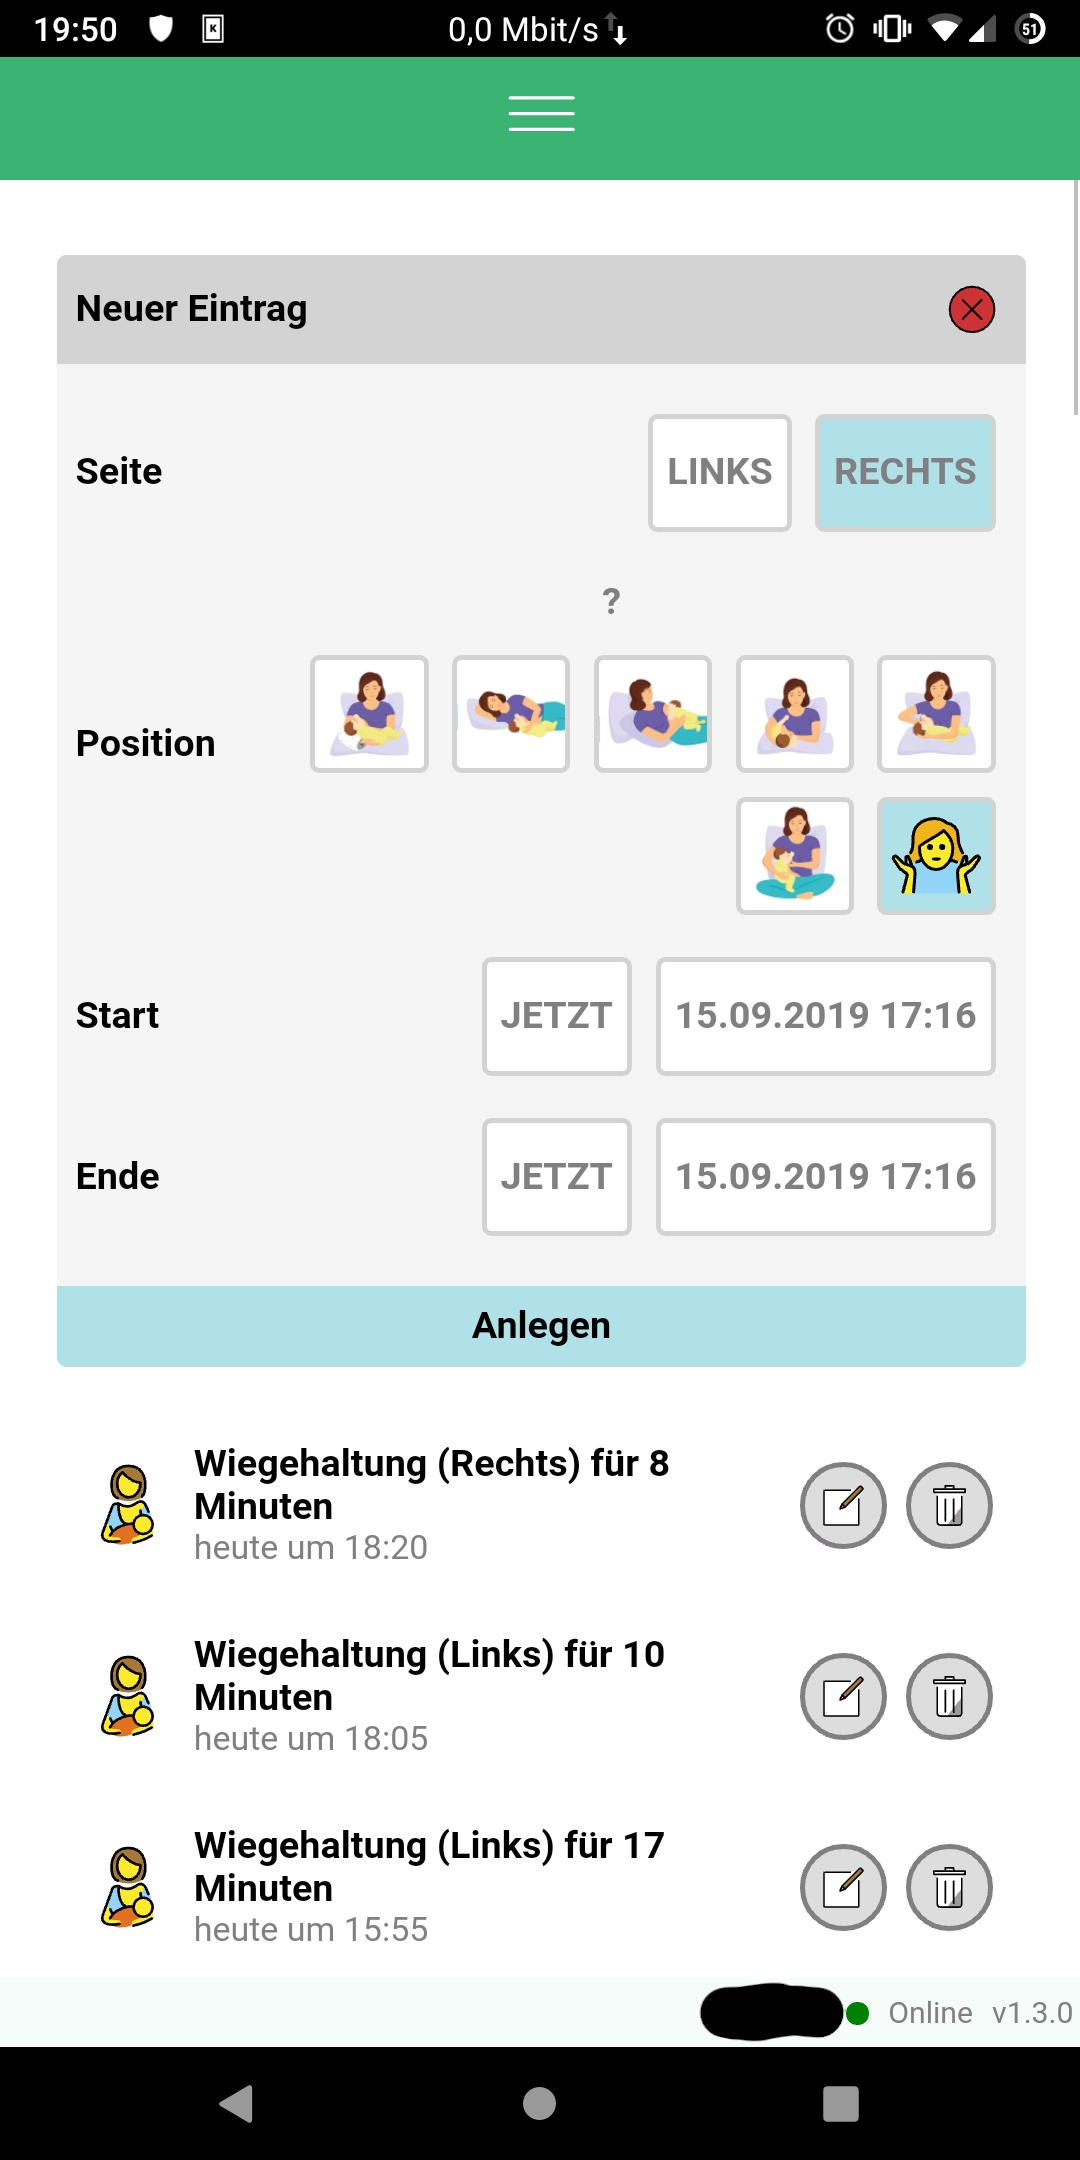 19:50 K 0,0 Mbit/s 51
Neuer Eintrag
Seite LINKS RECHTS
?
Position
Start JETZT 15.09.2019 17:16
Ende JETZT 15.09.2019 17:16
Anlegen
Wiegehaltung (Rechts) für 8
Minuten
heute um 18:20
Wiegehaltung (Links) für 10
Minuten
heute um 18:05
Wiegehaltung (Links) für 17
Minuten
heute um 15:55
Online v1.3.0